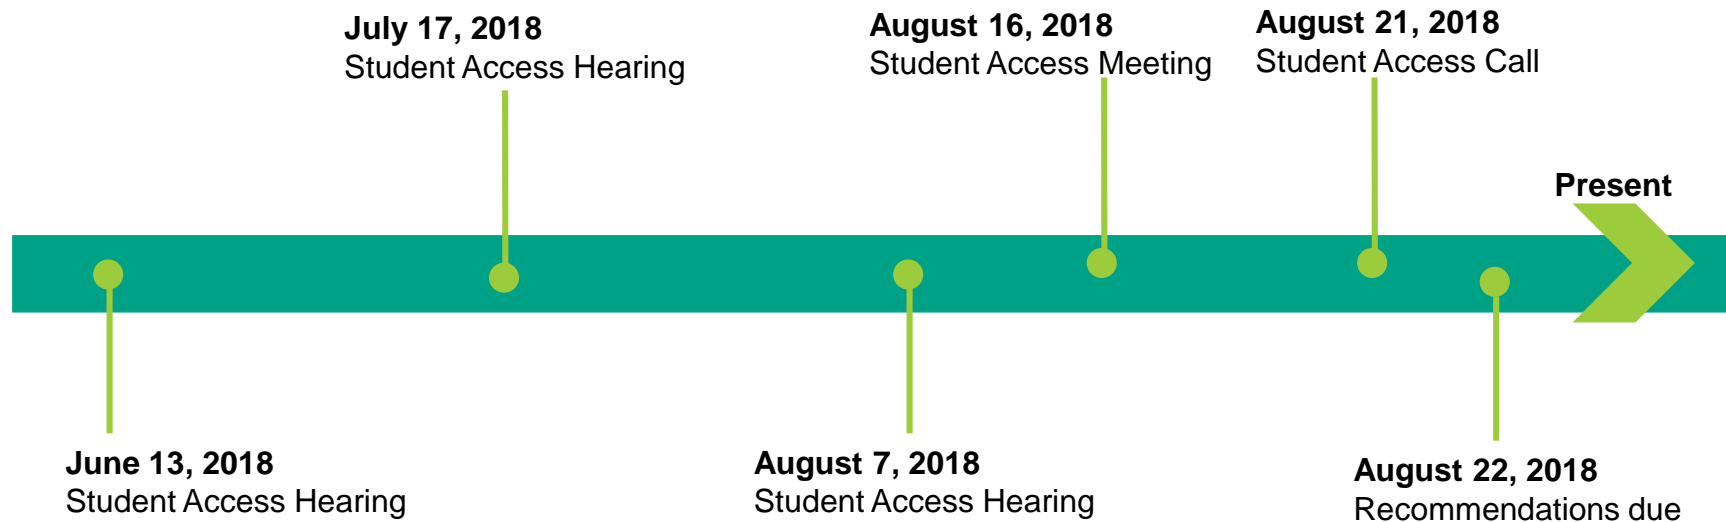 July 17, 2018
Student Access Hearing
August 16, 2018
Student Access Meeting
August 21, 2018
Student Access Call
Present
June 13, 2018
Student Access Hearing
August 7, 2018
Student Access Hearing
August 22, 2018
Recommendations due